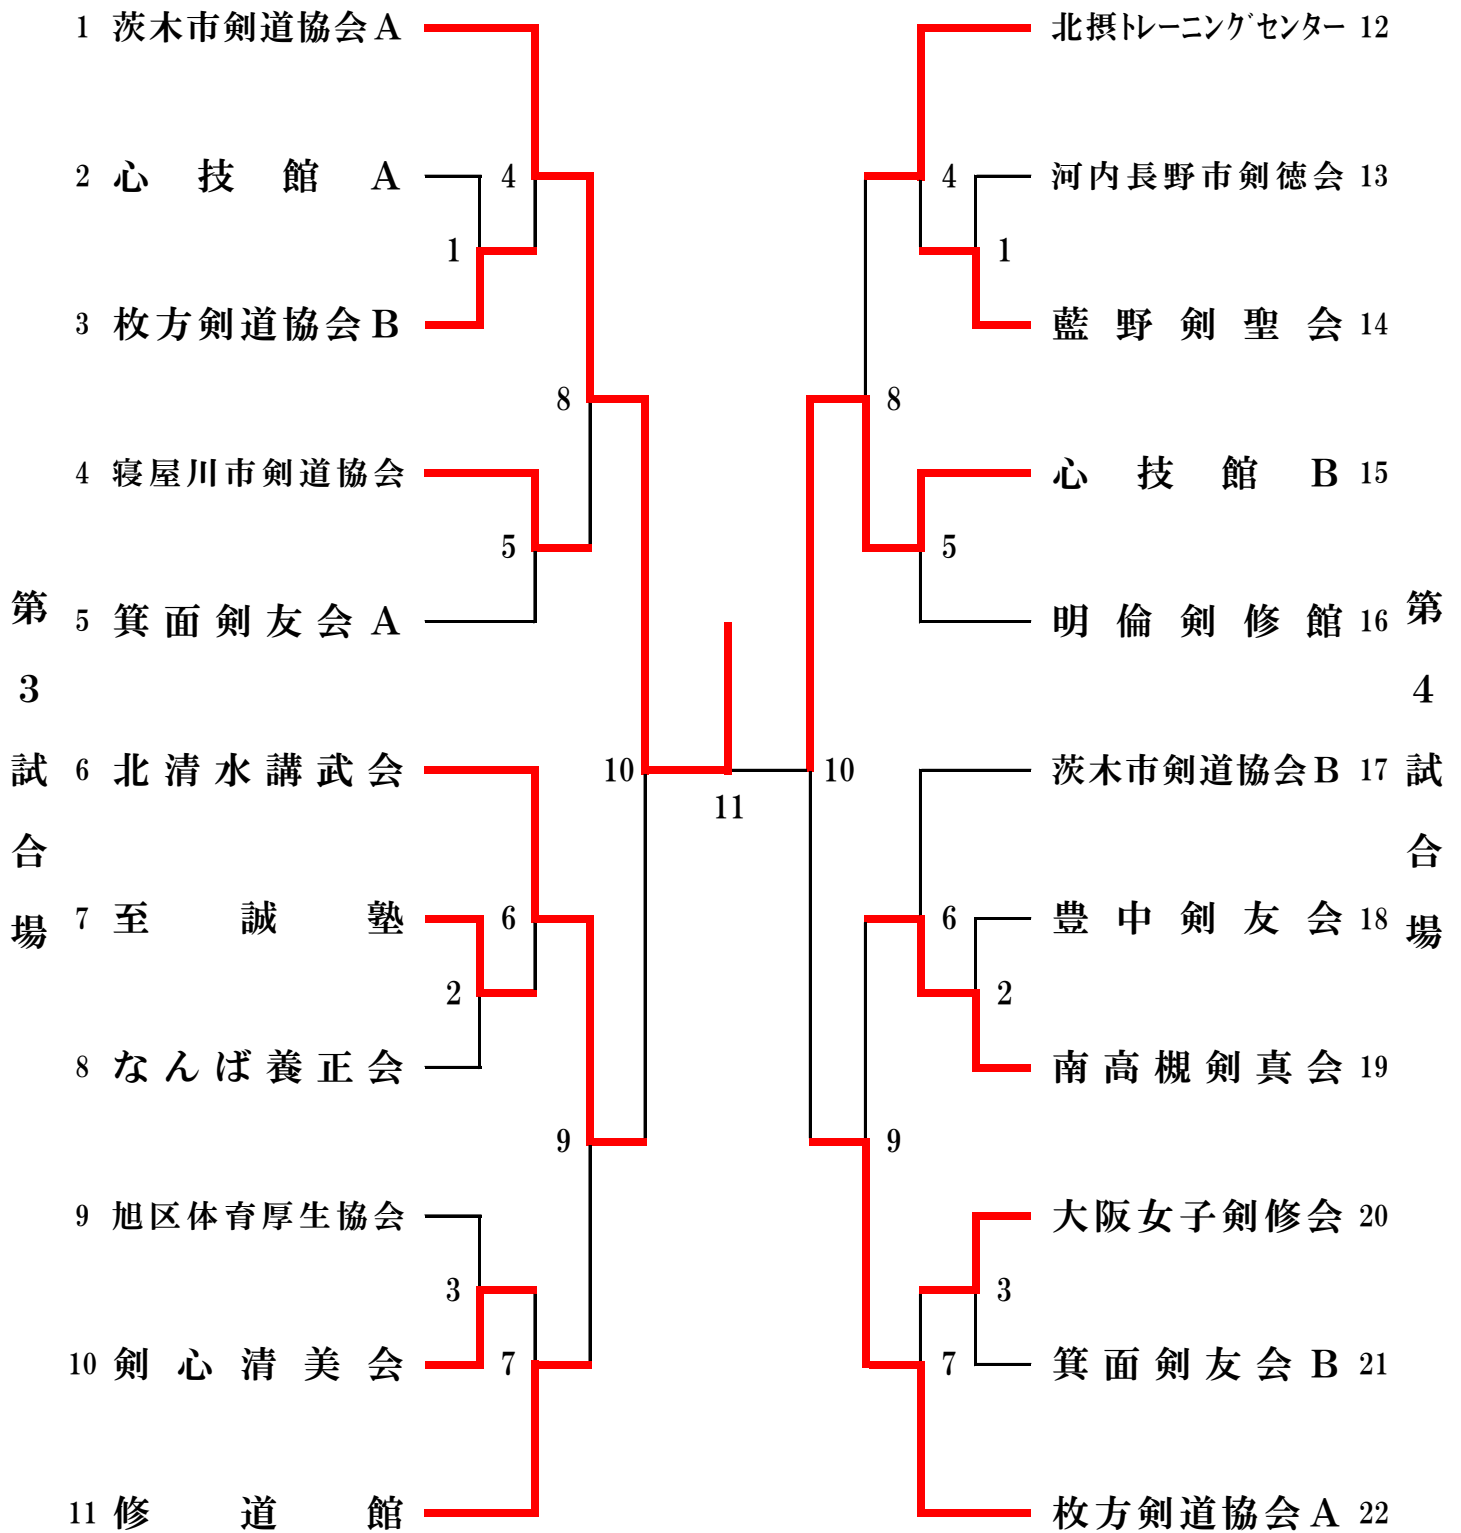 1 茨木市剣道協会A
2 心技館A
3 枚方剣道協会B
4 寝屋川市剣道協会
5 箕面剣友会A
6 北清水講武会
7 至誠塾
8 なんば養正会
9 旭区体育厚生協会
10 剣心清美会
11 修道館
第3試合場
4
1
8
5
10
6
2
9
3
7
11
北摂トレーニングセンター 12
河内長野市剣徳会 13
藍野剣聖会 14
心技館B 15
明倫剣修館 16
茨木市剣道協会B 17
豊中剣友会 18
南高槻剣真会 19
大阪女子剣修会 20
箕面剣友会B 21
枚方剣道協会A 22
第4試合場
4
1
8
5
10
6
2
9
3
7